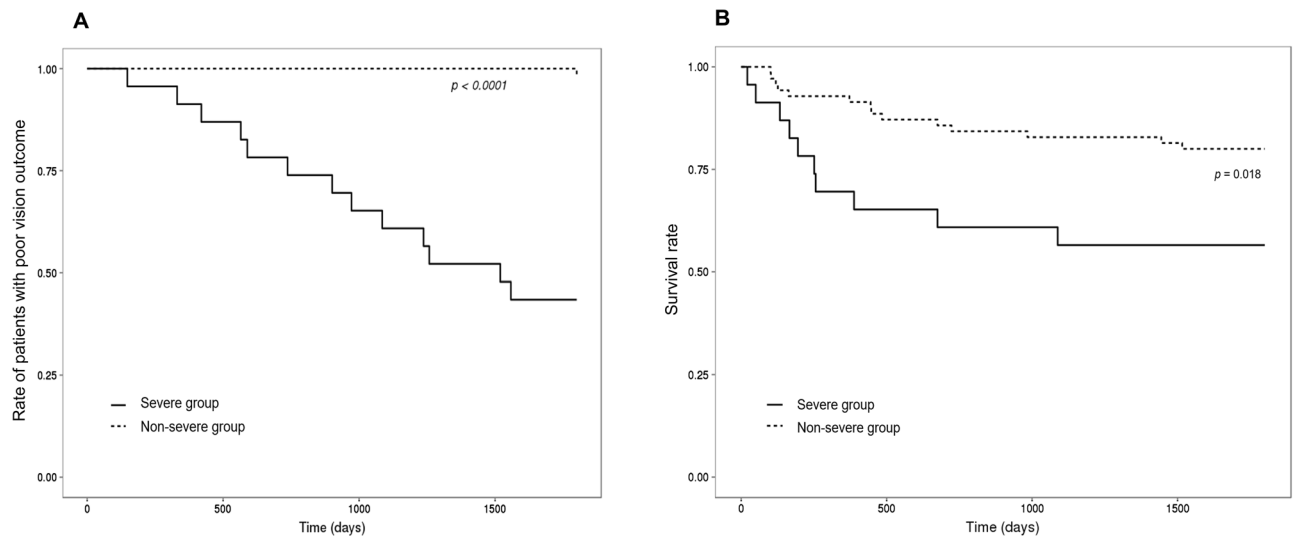 A
Rate of patients with poor vision outcome
1.00
0.75
0.50
0.25
0.00
p < 0.0001
Severe group
Non-severe group
0 500 1000 1500
Time (days)
B
Survival rate
1.00
0.75
0.50
0.25
0.00
p = 0.018
Severe group
Non-severe group
0 500 1000 1500
Time (days)